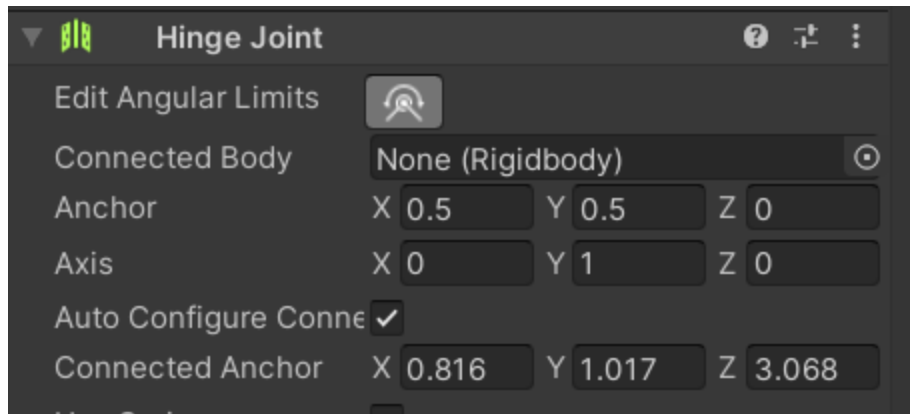 Hinge Joint
Edit Angular Limits
Connected Body None (Rigidbody)
Anchor X 0.5 Y 0.5 Z 0
Axis X 0 Y 1 Z 0
Auto Configure Conne
Connected Anchor X 0.816 Y 1.017 Z 3.068